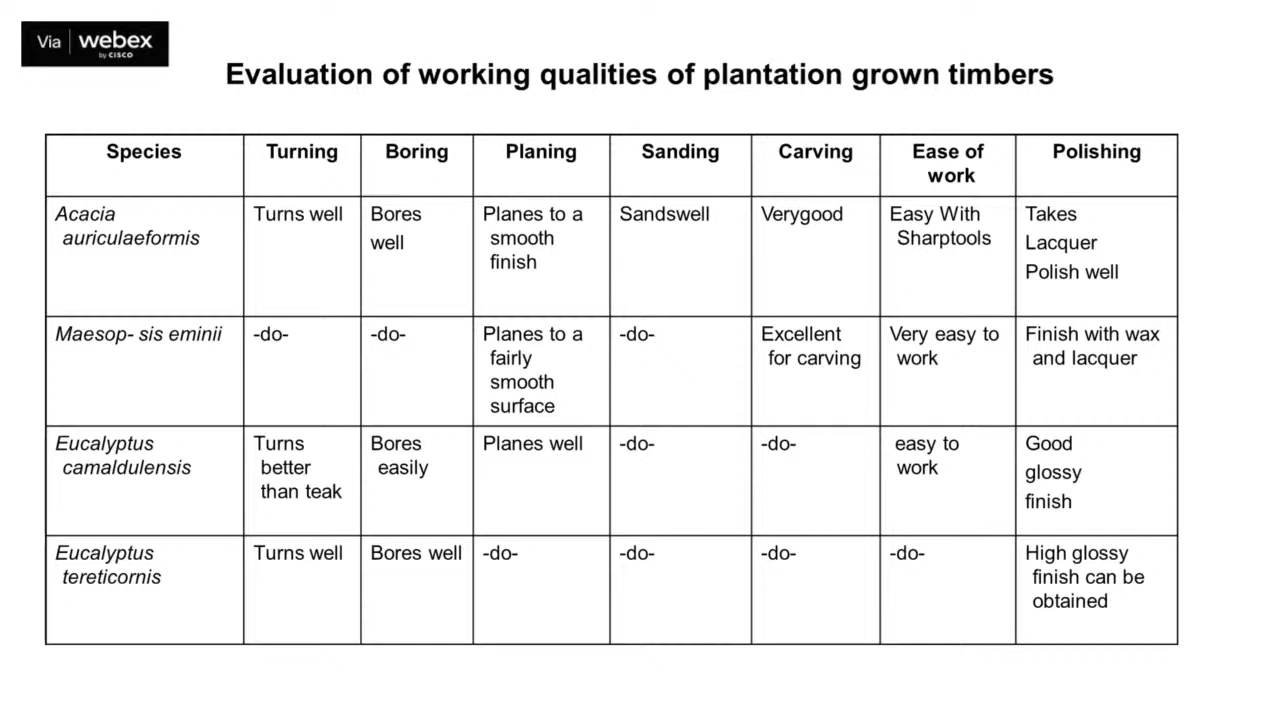 Via webex
by CISCO
Evaluation of working qualities of plantation grown timbers
Species Turning Boring Planing Sanding Carving Ease of work Polishing
Acacia
auriculaeformis
Turns well
Bores
well
Planes to a
smooth
finish
Sandswell
Verygood
Easy With
Sharptools
Takes
Lacquer
Polish well
Maesop- sis eminii
-do-
-do-
Planes to a
fairly
smooth
surface
-do-
Excellent
for carving
Very easy to
work
Finish with wax
and lacquer
Eucalyptus
camaldulensis
Turns
better
than teak
Bores
easily
Planes well
-do-
-do-
easy to
work
Good
glossy
finish
Eucalyptus
tereticornis
Turns well
Bores well
-do-
-do-
-do-
-do-
High glossy
finish can be
obtained